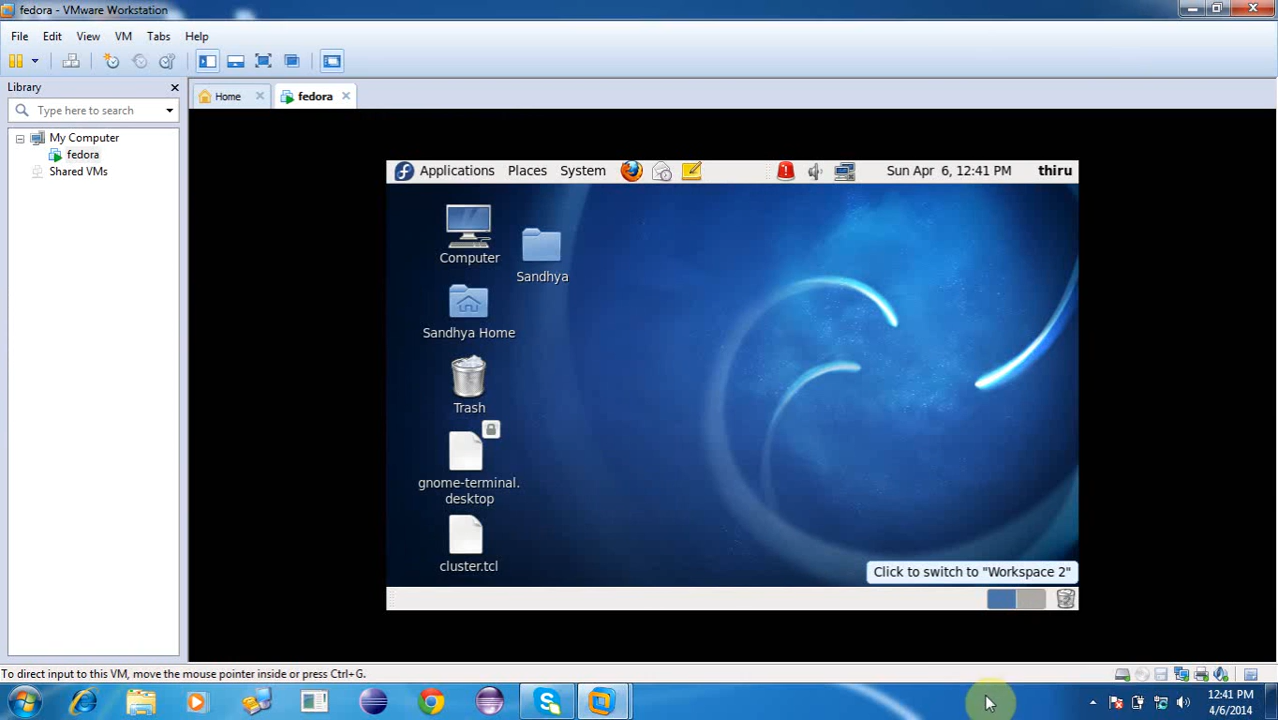 fedora - VMware Workstation
File Edit View VM Tabs Help
Library
Type here to search
My Computer
fedora
Shared VMs
Home
fedora
Applications Places System
Sun Apr 6, 12:41 PM
thiru
Computer
Sandhya
Sandhya Home
Trash
gnome-terminal.
desktop
cluster.tcl
Click to switch to "Workspace 2"
To direct input to this VM, move the mouse pointer inside or press Ctrl+G.
12:41 PM
4/6/2014